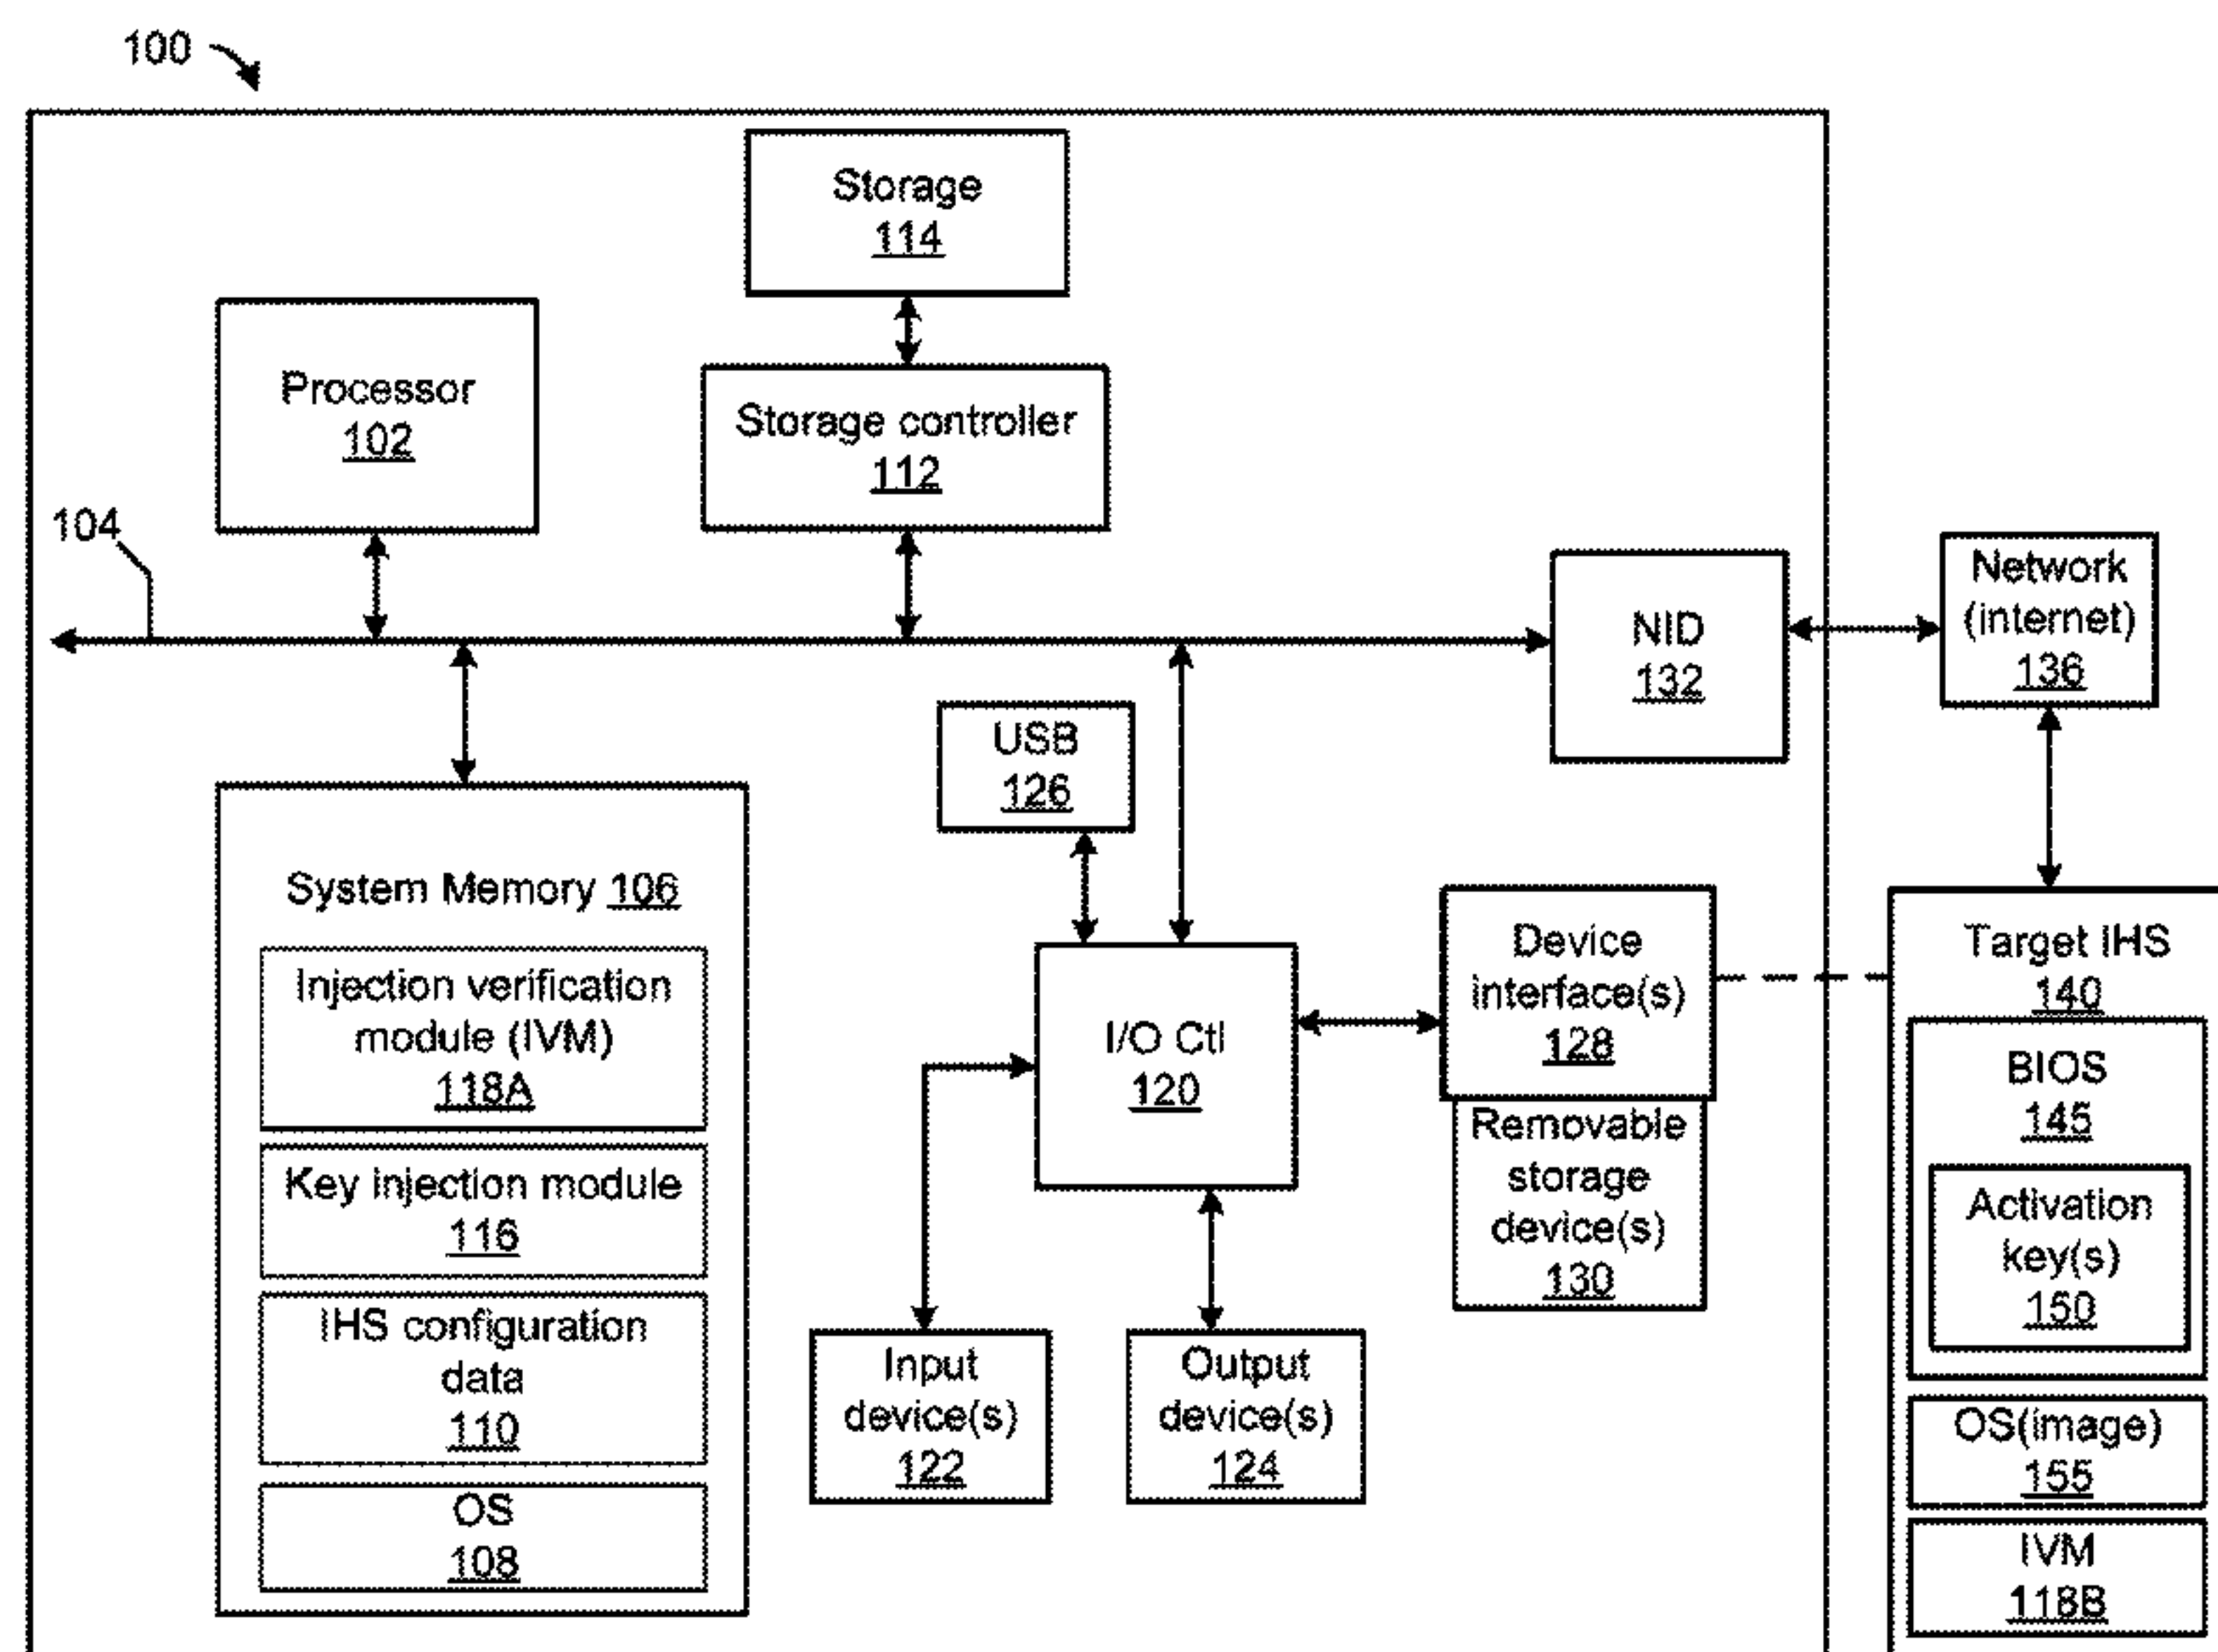 100
Storage
114
Processor
102
Storage controller
112
104
NID
132
Network
(internet)
136
USB
126
System Memory 106
Injection verification
module (IVM)
118A
Key injection module
116
IHS configuration
data
110
OS
108
I/O Ctl
120
Device
interface(s)
128
Removable
storage
device(s)
130
Input
device(s)
122
Output
device(s)
124
Target IHS
140
BIOS
145
Activation
key(s)
150
OS(image)
155
IVM
118B